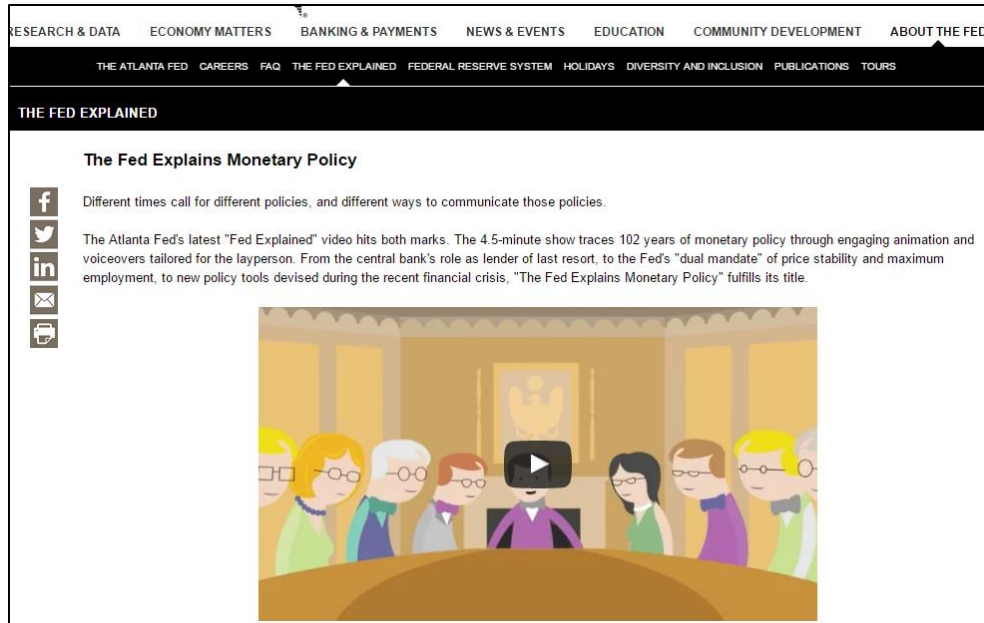 RESEARCH & DATA ECONOMY MATTERS BANKING & PAYMENTS NEWS & EVENTS EDUCATION COMMUNITY DEVELOPMENT ABOUT THE FED
THE ATLANTA FED CAREERS FAQ THE FED EXPLAINED FEDERAL RESERVE SYSTEM HOLIDAYS DIVERSITY AND INCLUSION PUBLICATIONS TOURS
THE FED EXPLAINED
The Fed Explains Monetary Policy
Different times call for different policies, and different ways to communicate those policies.
The Atlanta Fed's latest "Fed Explained" video hits both marks. The 4.5-minute show traces 102 years of monetary policy through engaging animation and
voiceovers tailored for the layperson. From the central bank's role as lender of last resort, to the Fed's "dual mandate" of price stability and maximum
employment, to new policy tools devised during the recent financial crisis, "The Fed Explains Monetary Policy" fulfills its title.